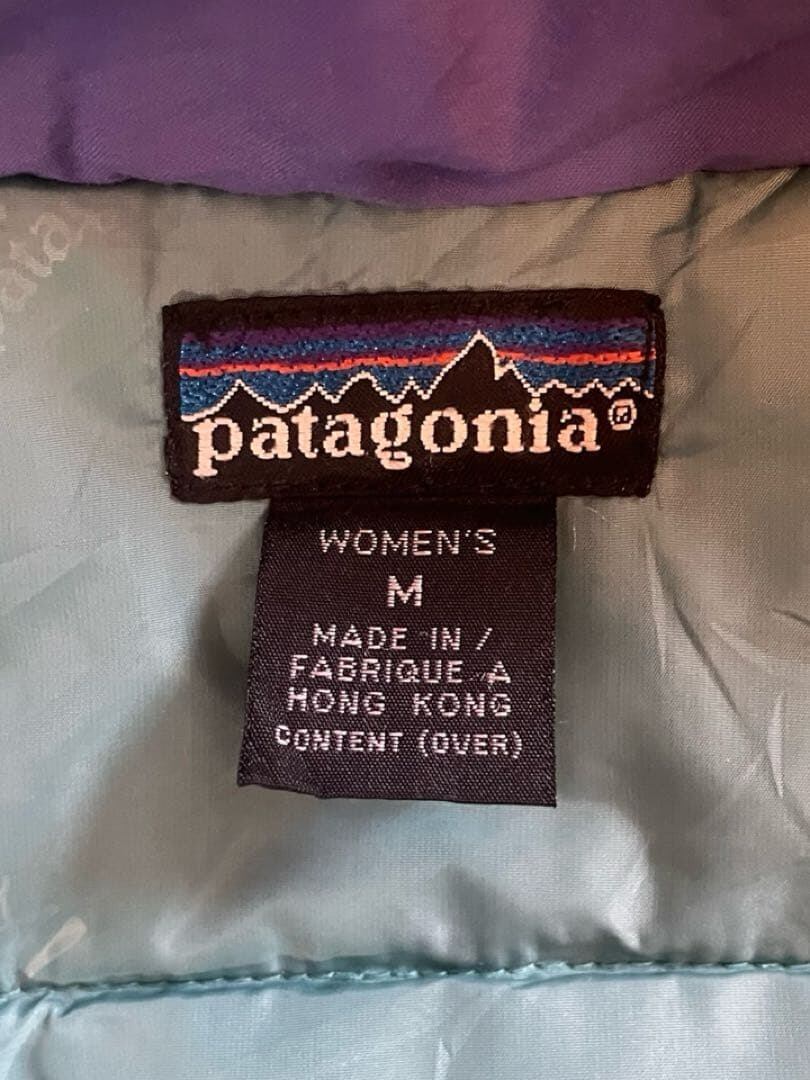 patagonia®
WOMEN'S
M
MADE IN /
FABRIQUE A
HONG KONG
CONTENT (OVER)